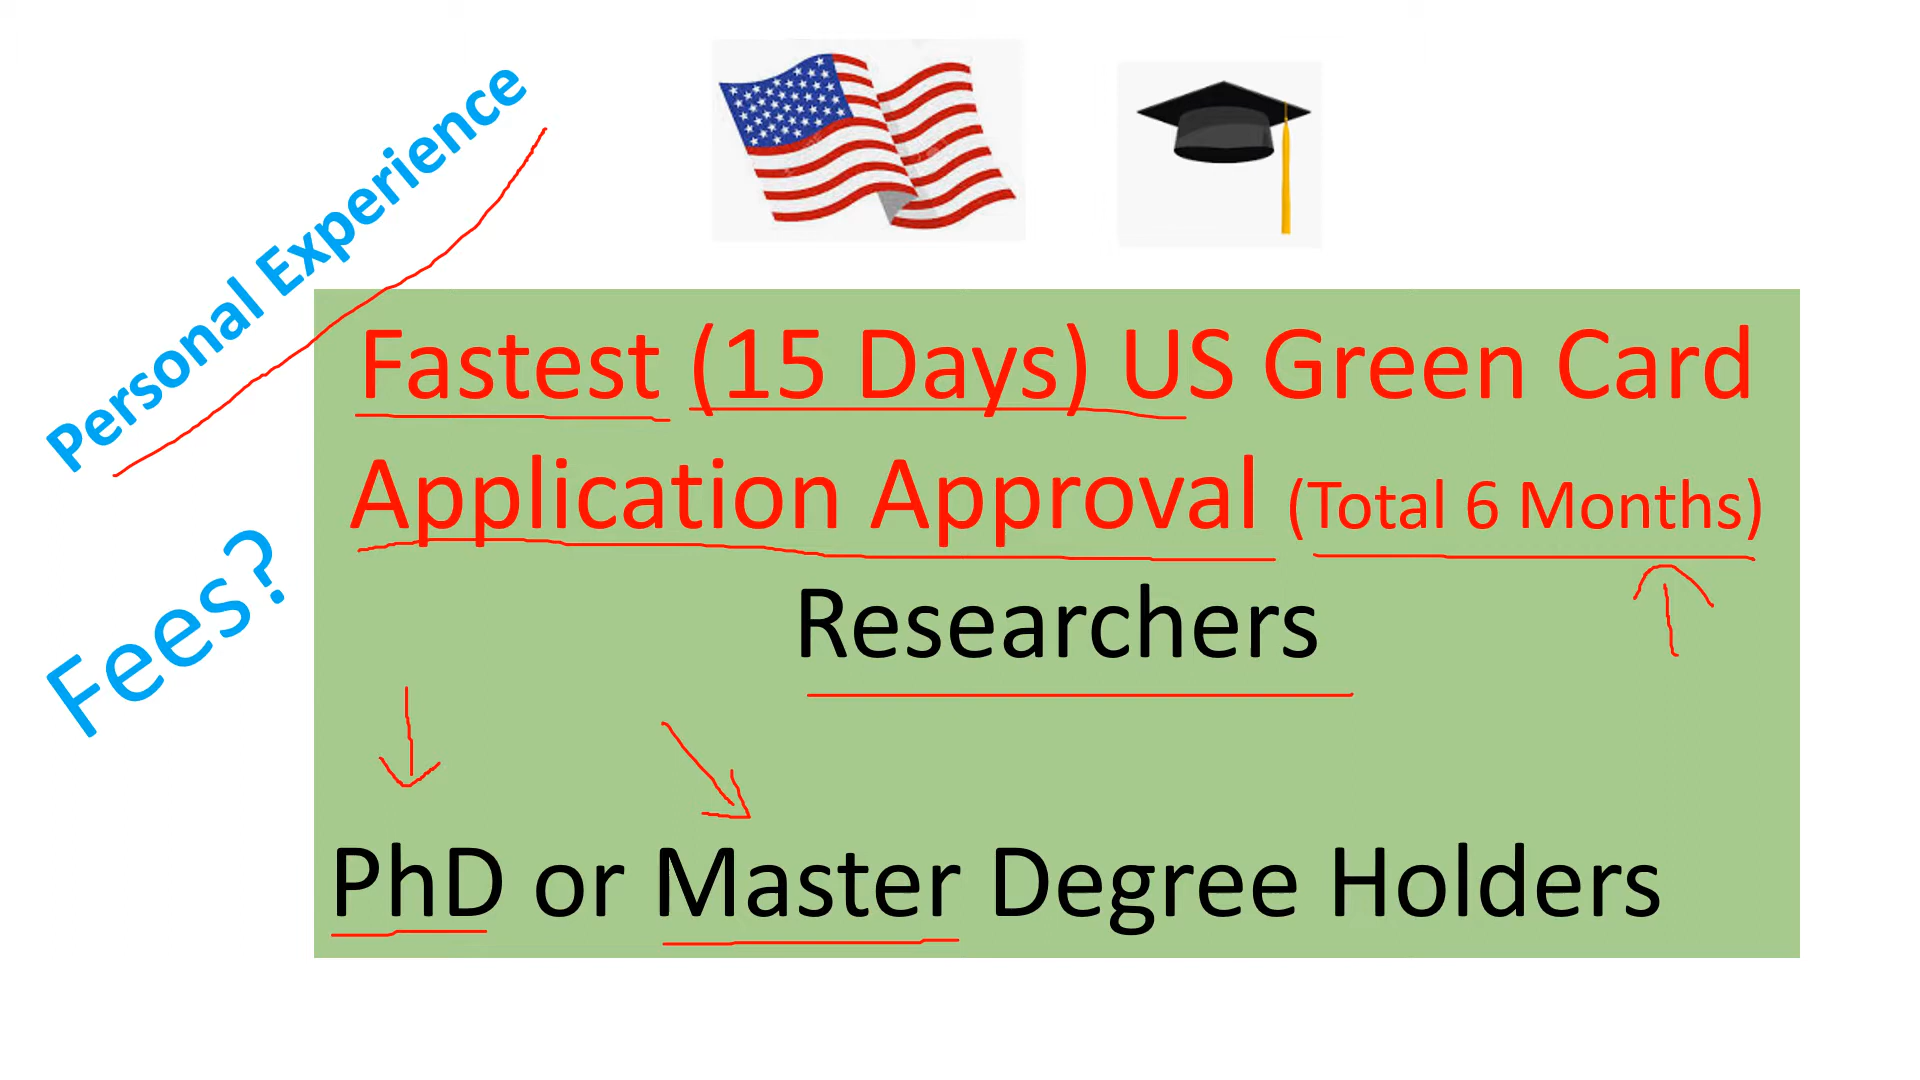 Personal Experience
Fees?
Fastest (15 Days) US Green Card
Application Approval (Total 6 Months)
Researchers
PhD or Master Degree Holders